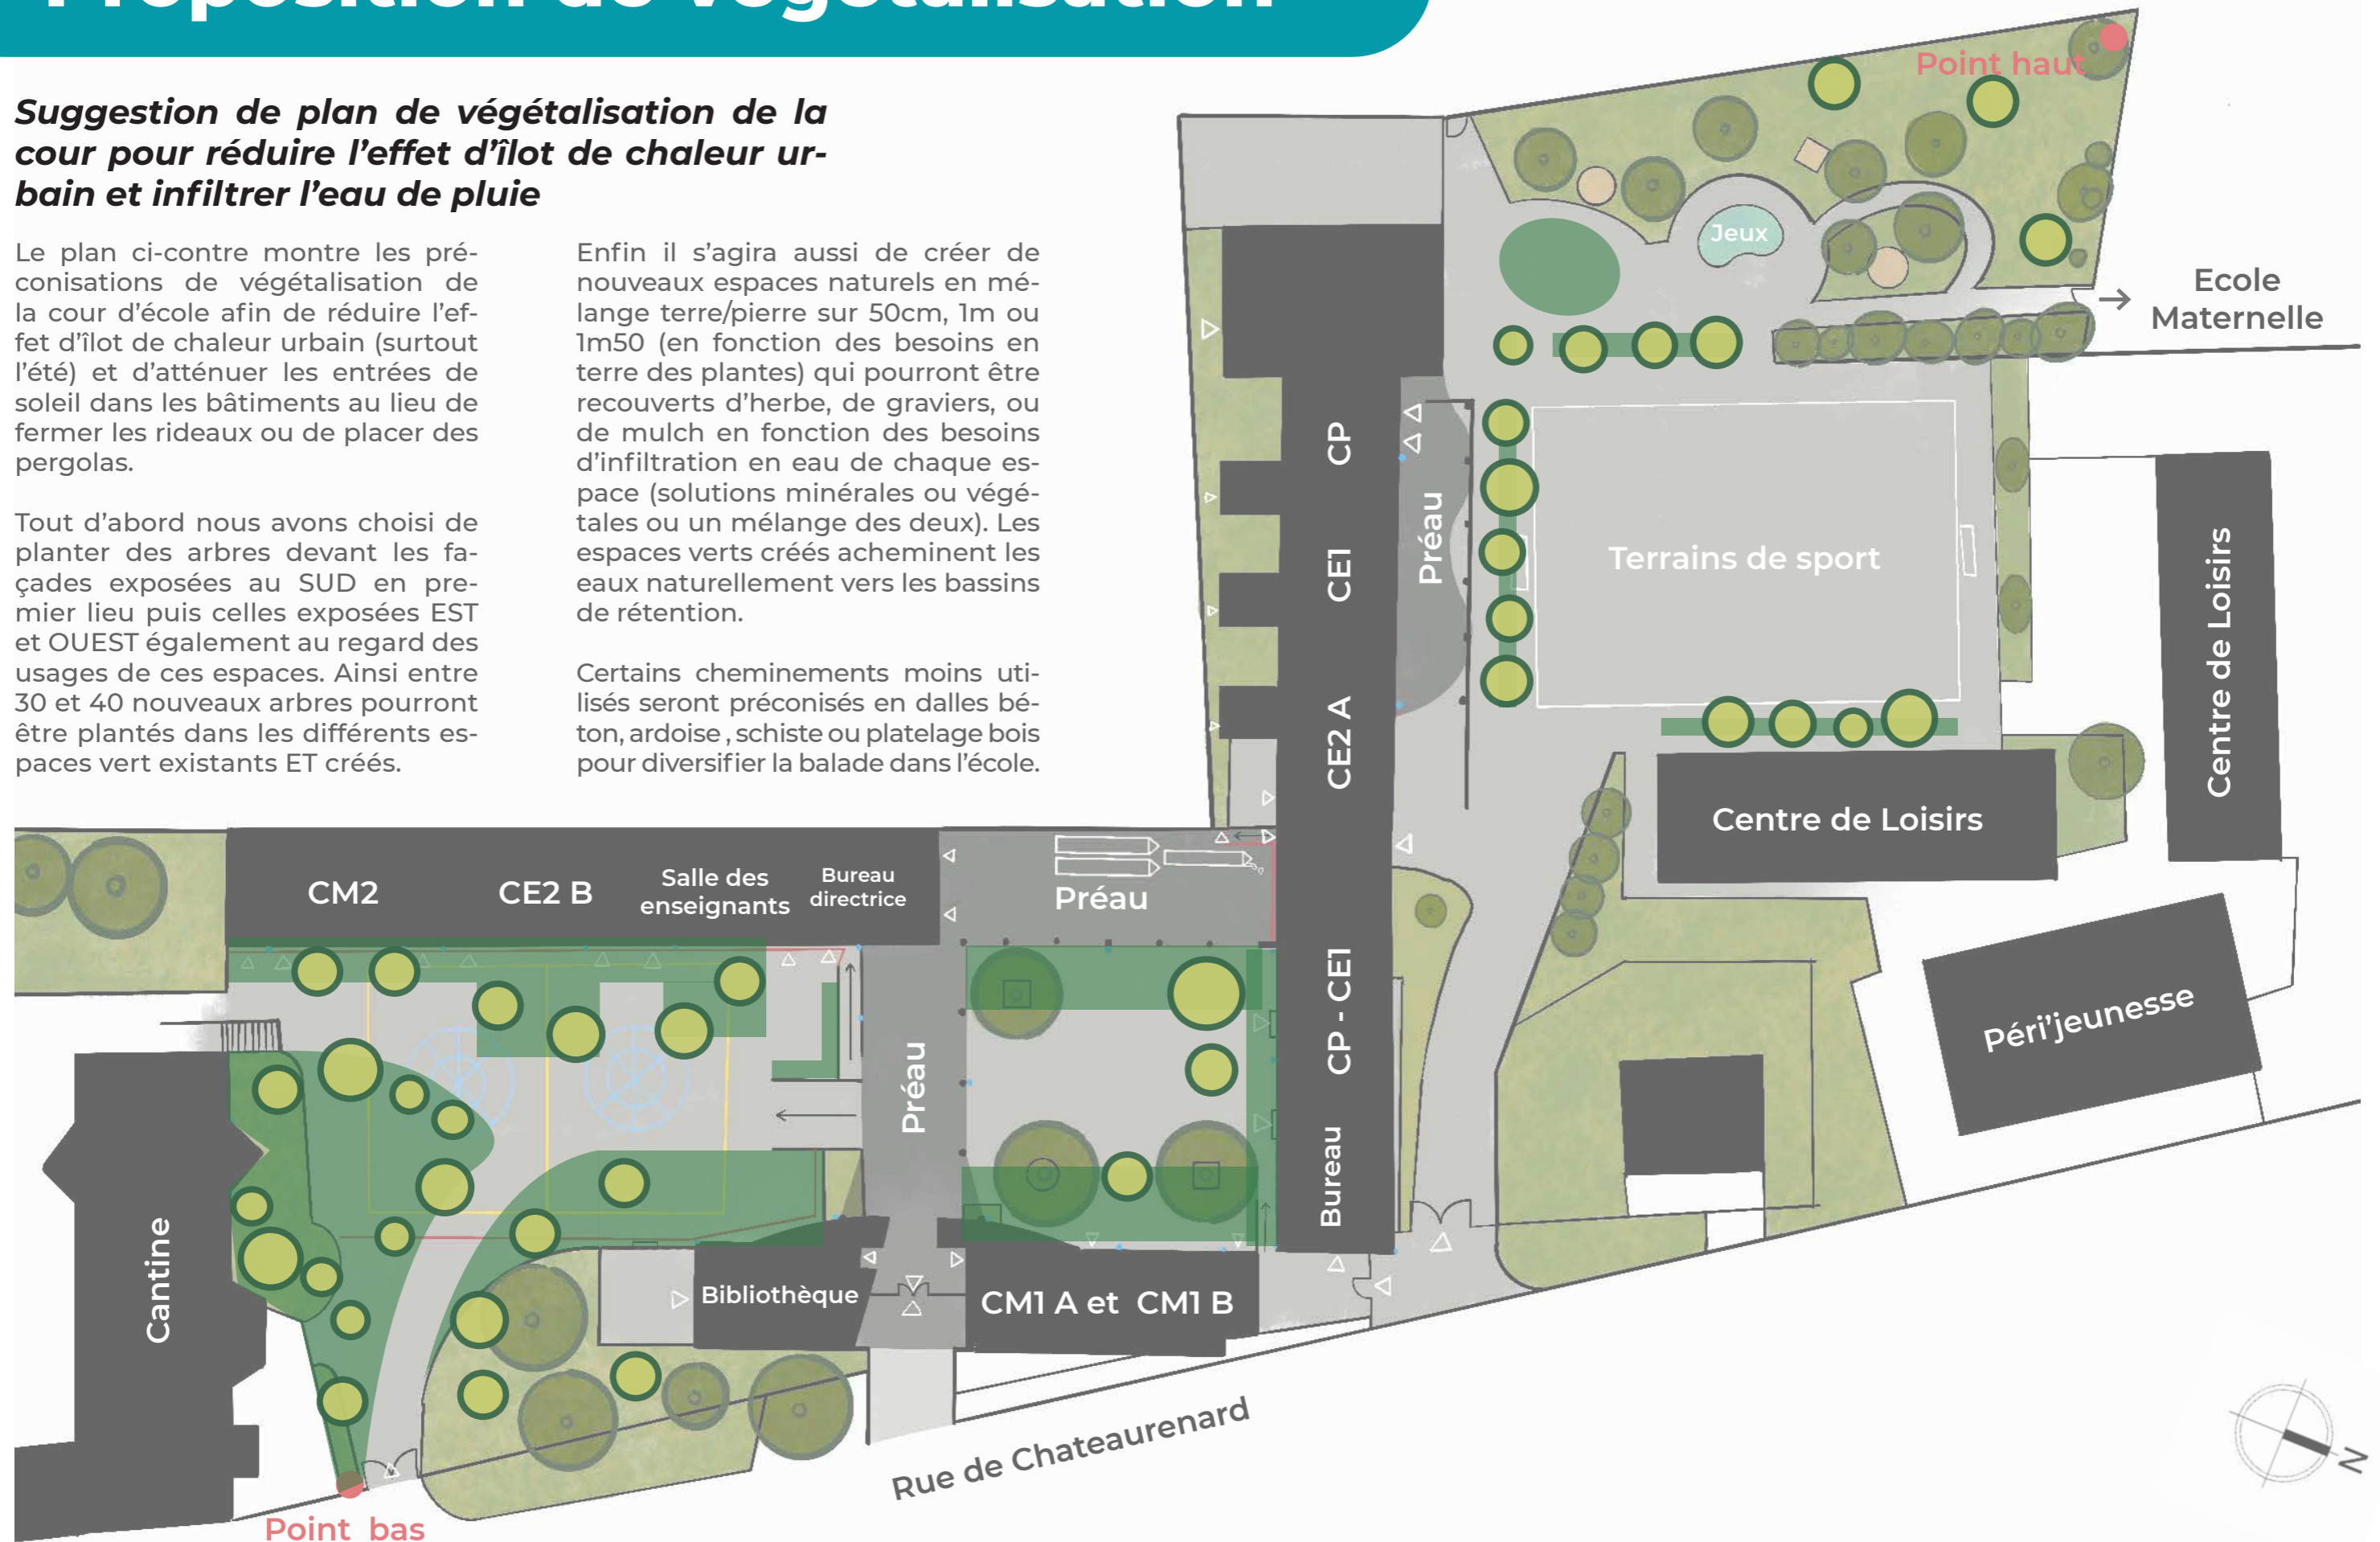 Proposition de végétalisation
Suggestion de plan de végétalisation de la
cour pour réduire l'effet d'îlot de chaleur ur-
bain et infiltrer l'eau de pluie
Le plan ci-contre montre les pré-
conisations de végétalisation de
la cour d'école afin de réduire l'ef-
fet d'îlot de chaleur urbain (surtout
l'été) et d'atténuer les entrées de
soleil dans les bâtiments au lieu de
fermer les rideaux ou de placer des
pergolas.
Tout d'abord nous avons choisi de
planter des arbres devant les fa-
çades exposées au SUD en pre-
mier lieu puis celles exposées EST
et OUEST également au regard des
usages de ces espaces. Ainsi entre
30 et 40 nouveaux arbres pourront
être plantés dans les différents es-
paces vert existants ET créés.
Enfin il s'agira aussi de créer de
nouveaux espaces naturels en mé-
lange terre/pierre sur 50cm, 1m ou
1m50 (en fonction des besoins en
terre des plantes) qui pourront être
recouverts d'herbe, de graviers, ou
de mulch en fonction des besoins
d'infiltration en eau de chaque es-
pace (solutions minérales ou végé-
tales ou un mélange des deux). Les
espaces verts créés acheminent les
eaux naturellement vers les bassins
de rétention.
Certains cheminements moins uti-
lisés seront préconisés en dalles bé-
ton, ardoise , schiste ou platelage bois
pour diversifier la balade dans l'école.
Point haut
Jeux
Ecole
Maternelle
CP
CE1
CE2 A
Préau
Terrains de sport
Centre de Loisirs
Centre de Loisirs
CM2
CE2 B
Salle des
enseignants
Bureau
directrice
Préau
Préau
CP - CE1
Bureau
Péri'jeunesse
Cantine
Bibliothèque
CM1 A et CM1 B
Rue de Chateaurenard
Point bas
N